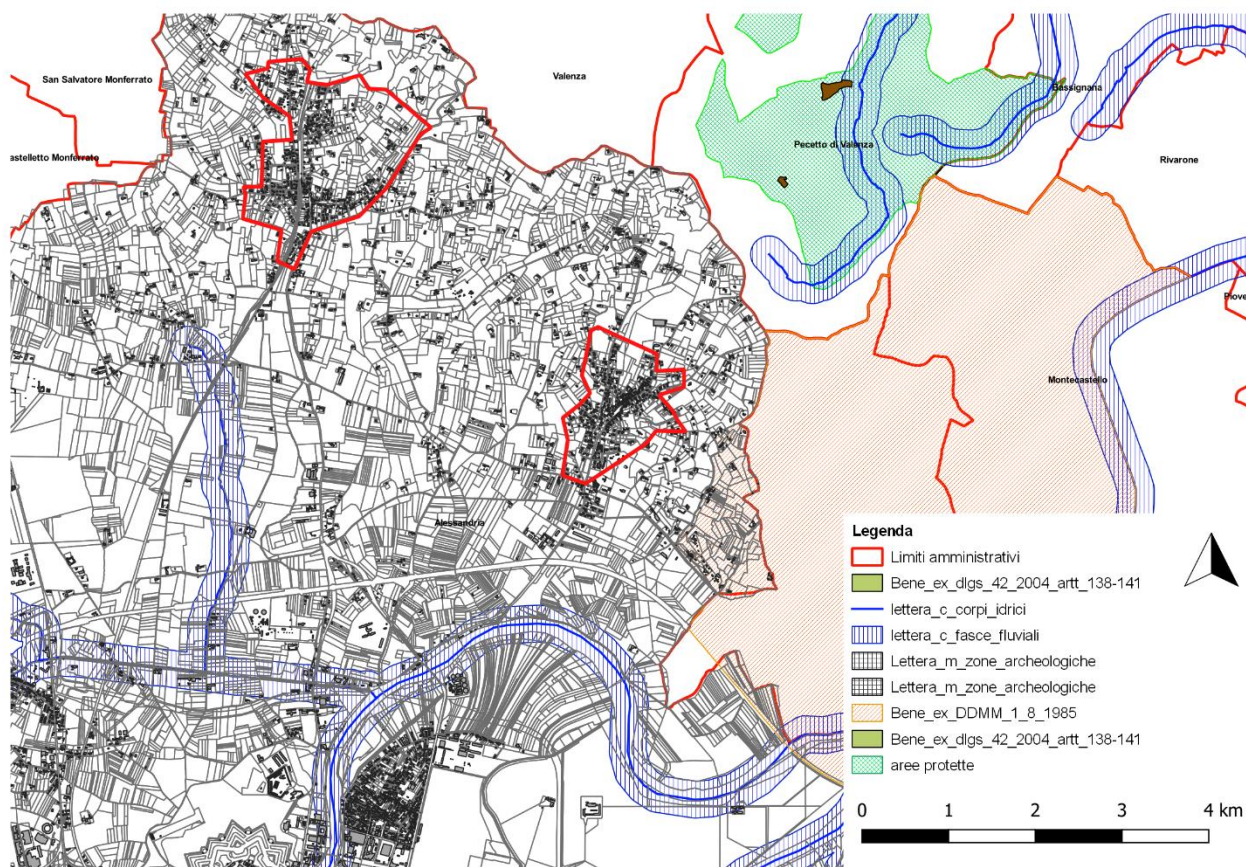 San Salvatore Monferrato
Valenza
Bassignana
astelletto Monferrato
Pecetto di Valenza
Rivarone
Piove
Montecastello
Alessandria
Legenda
Limiti amministrativi
Bene_ex_dlgs_42_2004_artt_138-141
lettera_c_corpi_idrici
lettera_c_fasce_fluviali
Lettera_m_zone_archeologiche
Lettera_m_zone_archeologiche
Bene_ex_DDMM_1_8_1985
Bene_ex_dlgs_42_2004_artt_138-141
aree protette
0 1 2 3 4 km